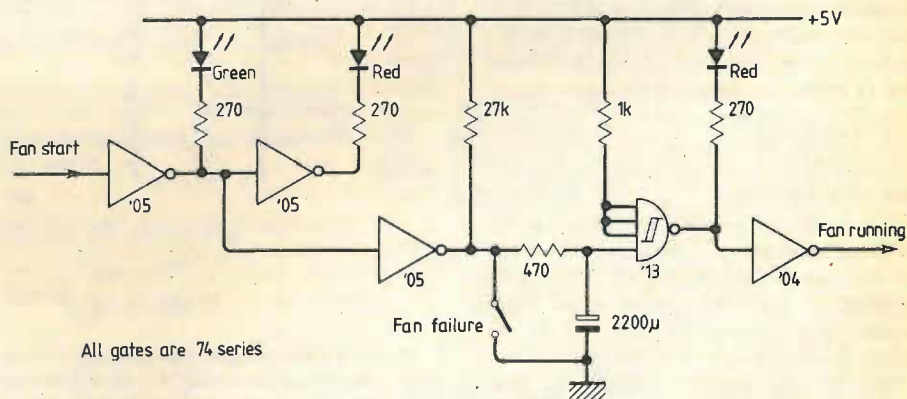 +5V
Green
Red
Red
270
270
27k
1k
270
Fan start
'05
'05
'05
470
'13
'04
Fan running
Fan failure
2200μ
All gates are 74 series